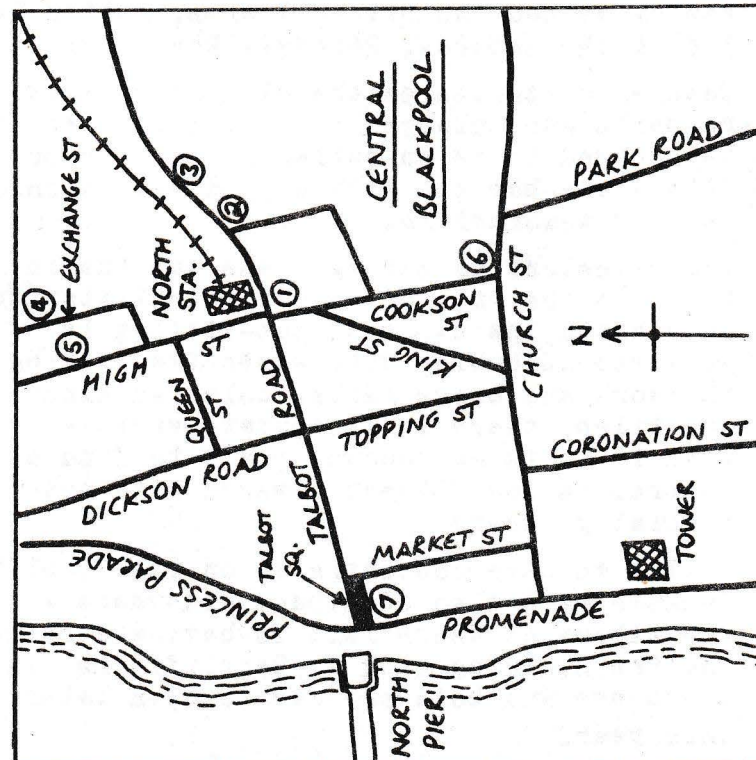 ④
← EXCHANGE ST
⑤
NORTH
STA.
③
②
①
CENTRAL
BLACKPOOL
HIGH
ST
QUEEN
ST
DICKSON ROAD
TALBOT
ROAD
KING ST
COOKSON
ST
⑥
CHURCH ST
PARK ROAD
TOPPING ST
PRINCESS PARADE
TALBOT
SQ.
⑦
MARKET ST
CORONATION ST
N
TOWER
PROMENADE
NORTH
PIER